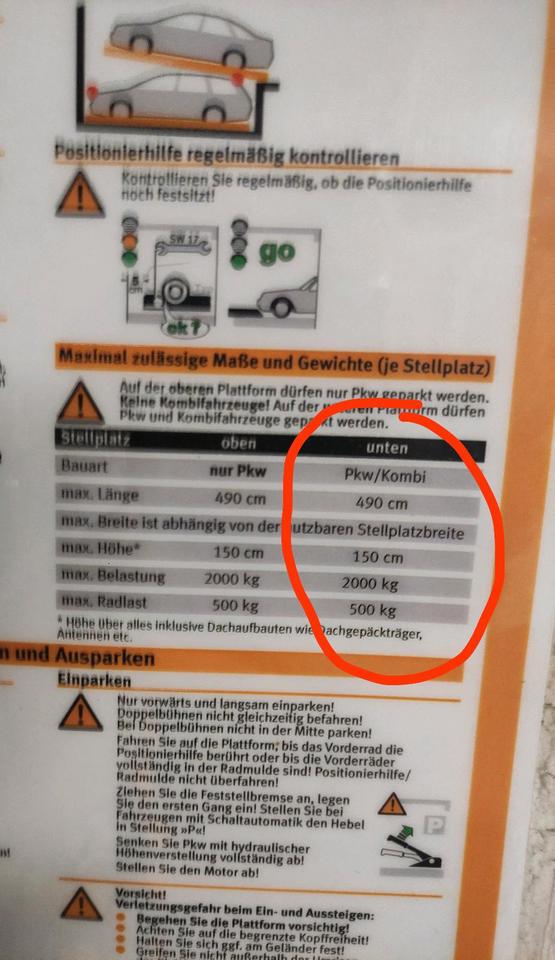 Positionierhilfe regelmäßig kontrollieren
Kontrollieren Sie regelmäßig, ob die Positionierhilfe
noch festsitzt!
SW 17
5
cm
ok?
go
Maximal zulässige Maße und Gewichte (je Stellplatz)
Auf der oberen Plattform dürfen nur Pkw geparkt werden.
Keine Kombifahrzeuge! Auf der unteren Plattform dürfen
Pkw und Kombifahrzeuge geparkt werden.
Stellplatz oben unten
Bauart nur Pkw Pkw/Kombi
max. Länge 490 cm 490 cm
max. Breite ist abhängig von der nutzbaren Stellplatzbreite
max. Höhe* 150 cm 150 cm
max. Belastung 2000 kg 2000 kg
max. Radlast 500 kg 500 kg
* Höhe über alles inklusive Dachaufbauten wie Dachgepäckträger,
Antennen etc.
n und Ausparken
Einparken
Nur vorwärts und langsam einparken!
Doppelbühnen nicht gleichzeitig befahren!
Bei Doppelbühnen nicht in der Mitte parken!
Fahren Sie auf die Plattform, bis das Vorderrad die
Positionierhilfe berührt oder bis die Vorderräder
vollständig in der Radmulde sind! Positionierhilfe/
Radmulde nicht überfahren!
Ziehen Sie die Feststellbremse an, legen
Sie den ersten Gang ein! Stellen Sie bei
Fahrzeugen mit Schaltautomatik den Hebel
in Stellung »P«!
P
Senken Sie Pkw mit hydraulischer
Höhenverstellung vollständig ab!
Stellen Sie den Motor ab!
Vorsicht!
Verletzungsgefahr beim Ein- und Aussteigen:
Begehen Sie die Plattform vorsichtig!
Achten Sie auf die begrenzte Kopffreiheit!
Halten Sie sich ggf. am Geländer fest!
Greifen Sie nicht außerhalb der